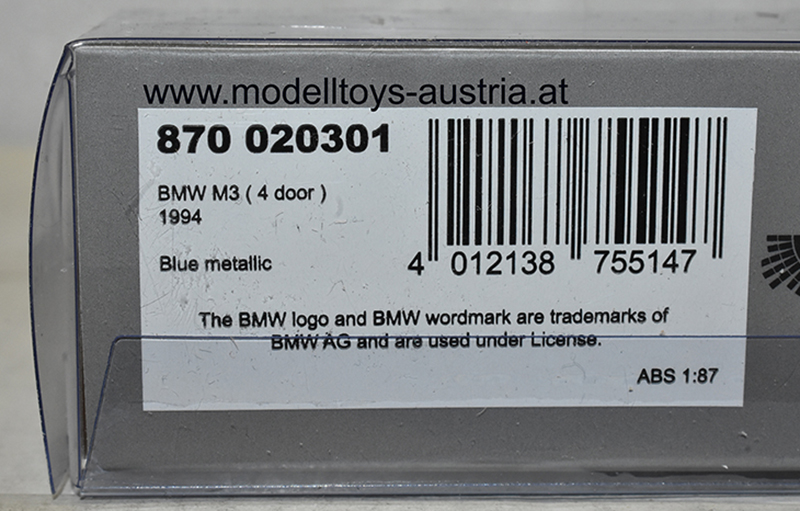 www.modelltoys-austria.at
870 020301
BMW M3 ( 4 door )
1994
Blue metallic
4 012138 755147
The BMW logo and BMW wordmark are trademarks of
BMW AG and are used under License.
ABS 1:87